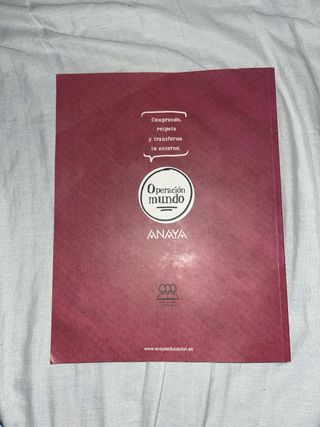 Comprende,
respeta
y transforma
tu entorno.
Operación
mundo
ANAYA
www.anayaeducacion.es